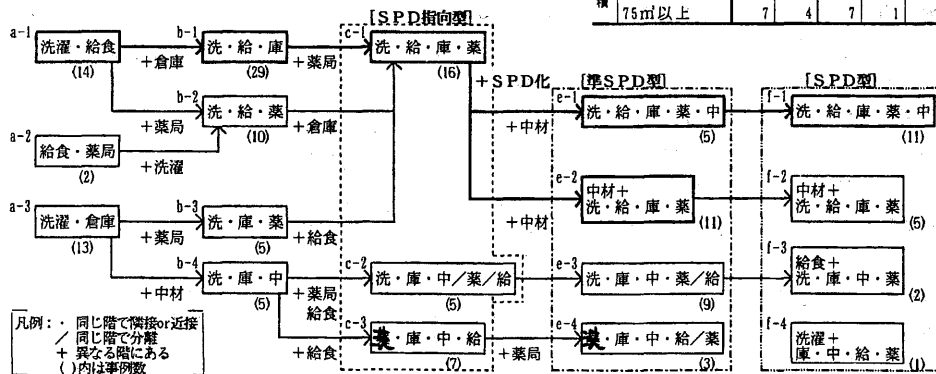 積 75㎡以上 7 4 7 1
[SPD指向型]
a-1 洗濯・給食 (14)
+倉庫
b-1 洗・給・庫 (29)
+薬局
c-1 洗・給・庫・薬 (16)
+SPD化
[準SPD型]
[SPD型]
+薬局
b-2 洗・給・薬 (10)
+倉庫
+中材
e-1 洗・給・庫・薬・中 (5)
f-1 洗・給・庫・薬・中 (11)
a-2 給食・薬局 (2)
+洗濯
+中材
e-2 中材+
洗・給・庫・薬 (11)
f-2 中材+
洗・給・庫・薬 (5)
a-3 洗濯・倉庫 (13)
+薬局
b-3 洗・庫・薬 (5)
+給食
+中材
b-4 洗・庫・中 (5)
+薬局
給食
c-2 洗・庫・中/薬/給 (5)
e-3 洗・庫・中・薬/給 (9)
f-3 給食+
洗・庫・中・薬 (2)
+給食
c-3 ・庫・中・給 (7)
+薬局
e-4 ・庫・中・給/薬 (3)
f-4 洗濯+
庫・中・給・薬 (1)
凡例:・ 同じ階で隣接or近接
/ 同じ階で分離
+ 異なる階にある
( )内は事例数